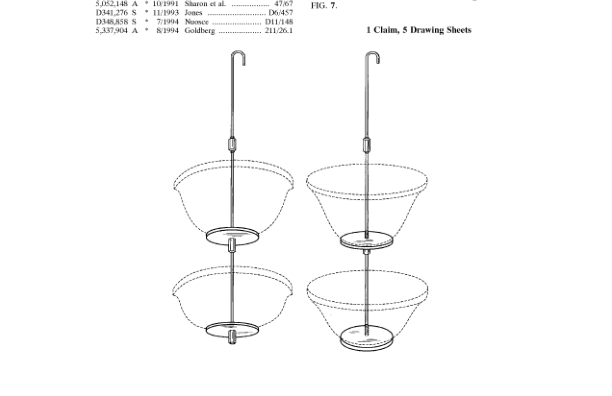 5,052,148 A * 10/1991 Sharon et al. ................. 47/67
D341,276 S * 11/1993 Jones ......................... D6/457
D348,858 S * 7/1994 Nuosce ...................... D11/148
5,337,904 A * 8/1994 Goldberg .................. 211/26.1
FIG. 7.
1 Claim, 5 Drawing Sheets